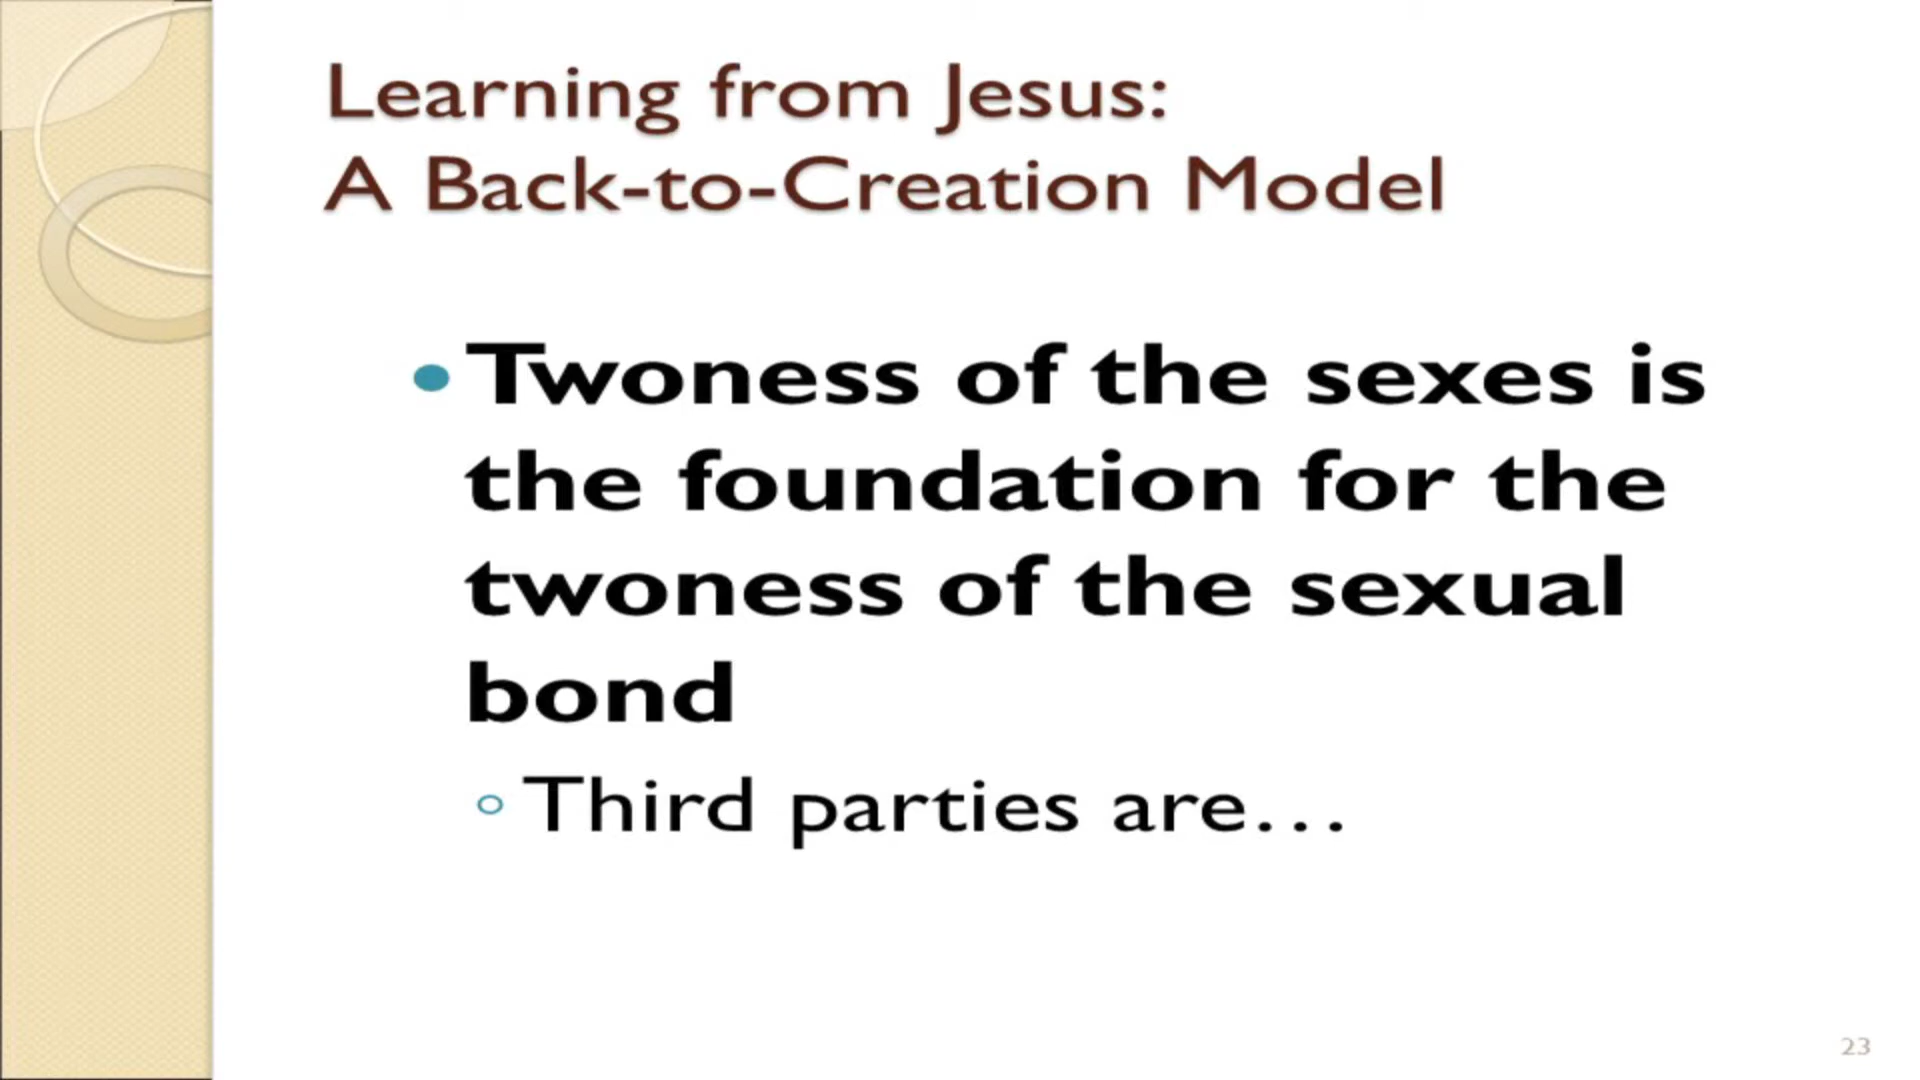 Learning from Jesus:
A Back-to-Creation Model
• Twoness of the sexes is
the foundation for the
twoness of the sexual
bond
◦ Third parties are…
23